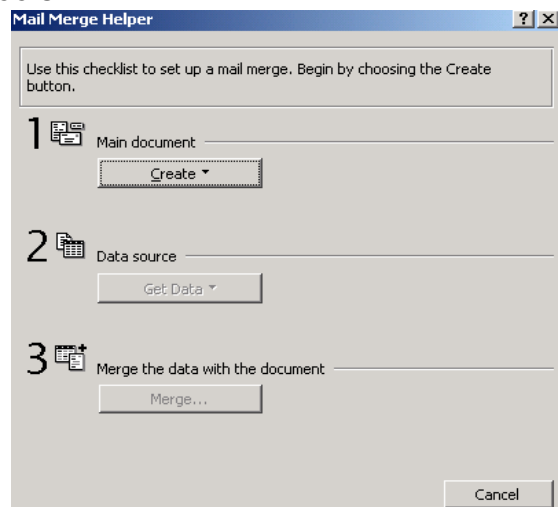 Mail Merge Helper
Use this checklist to set up a mail merge. Begin by choosing the Create
button.
1 Main document
Create
2 Data source
Get Data
3 Merge the data with the document
Merge...
Cancel